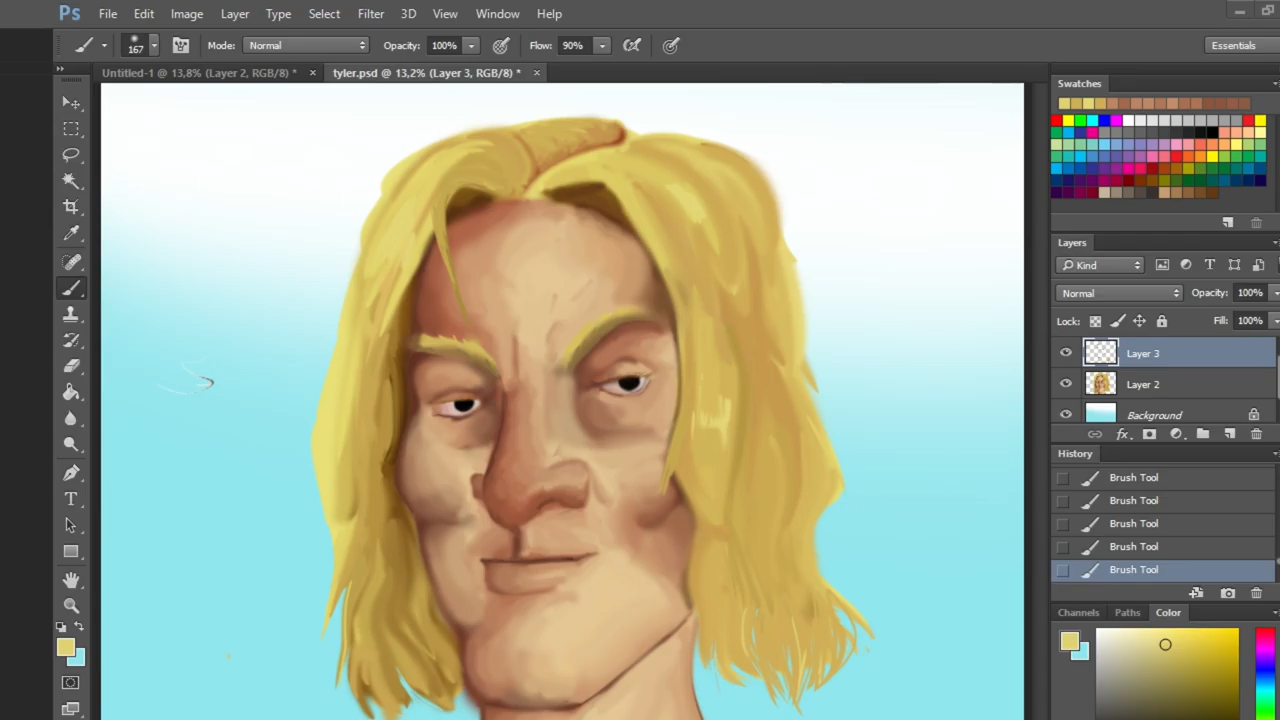 Ps File Edit Image Layer Type Select Filter 3D View Window Help
167 Mode: Normal Opacity: 100% Flow: 90% Essentials
Untitled-1 @ 13,8% (Layer 2, RGB/8) * × tyler.psd @ 13,2% (Layer 3, RGB/8) * ×
Swatches
Layers
Kind
Normal Opacity: 100%
Lock: Fill: 100%
Layer 3
Layer 2
Background
fx
History
Brush Tool
Brush Tool
Brush Tool
Brush Tool
Brush Tool
Channels Paths Color